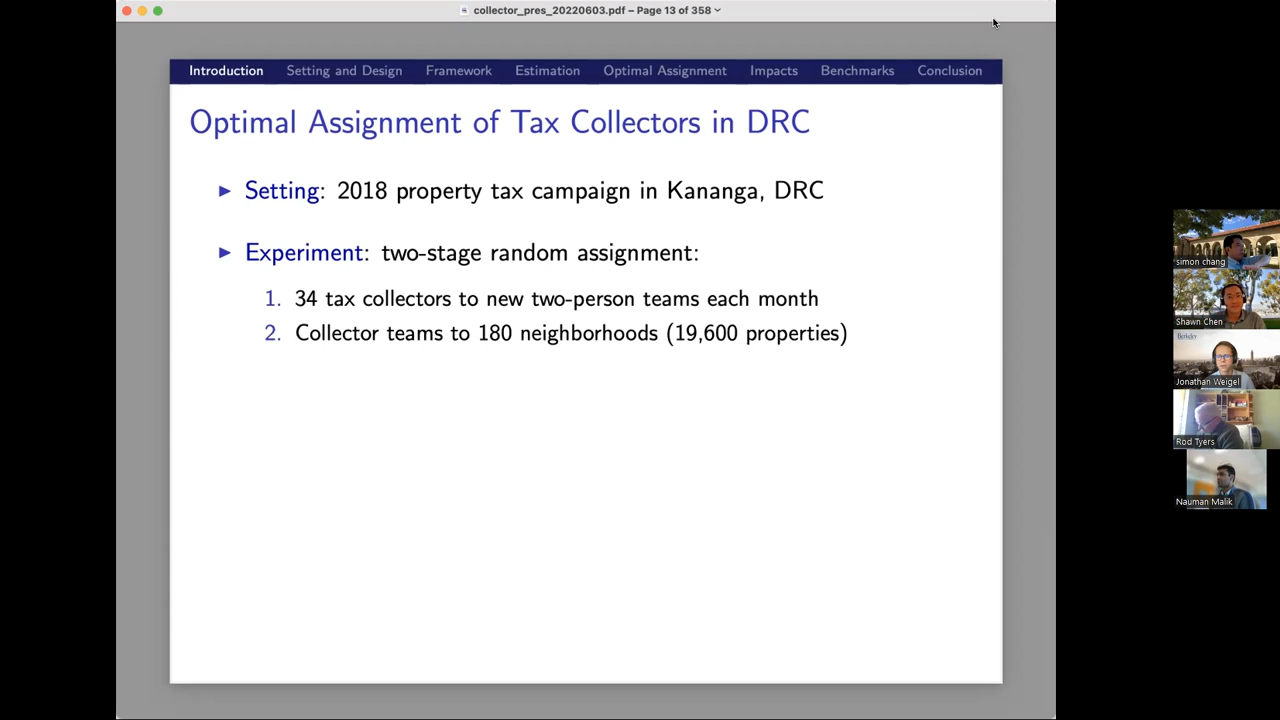 collector_pres_20220603.pdf – Page 13 of 358
Introduction Setting and Design Framework Estimation Optimal Assignment Impacts Benchmarks Conclusion
Optimal Assignment of Tax Collectors in DRC
Setting: 2018 property tax campaign in Kananga, DRC
Experiment: two-stage random assignment:
1. 34 tax collectors to new two-person teams each month
2. Collector teams to 180 neighborhoods (19,600 properties)
simon chang
Shawn Chen
Berkeley
Jonathan Weigel
Rod Tyers
Nauman Malik